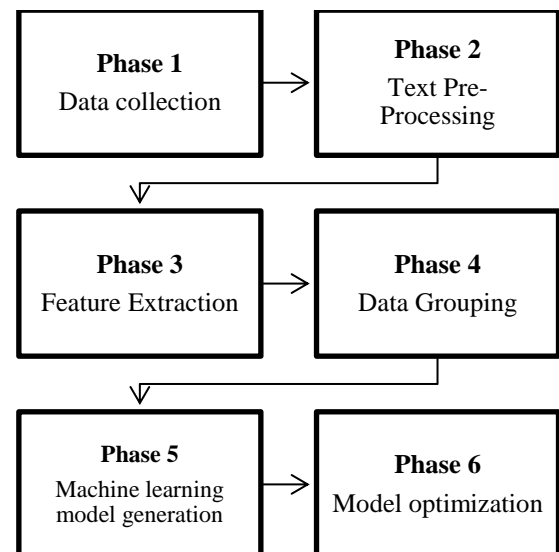 Phase 1
Data collection
Phase 2
Text Pre-
Processing
Phase 3
Feature Extraction
Phase 4
Data Grouping
Phase 5
Machine learning
model generation
Phase 6
Model optimization